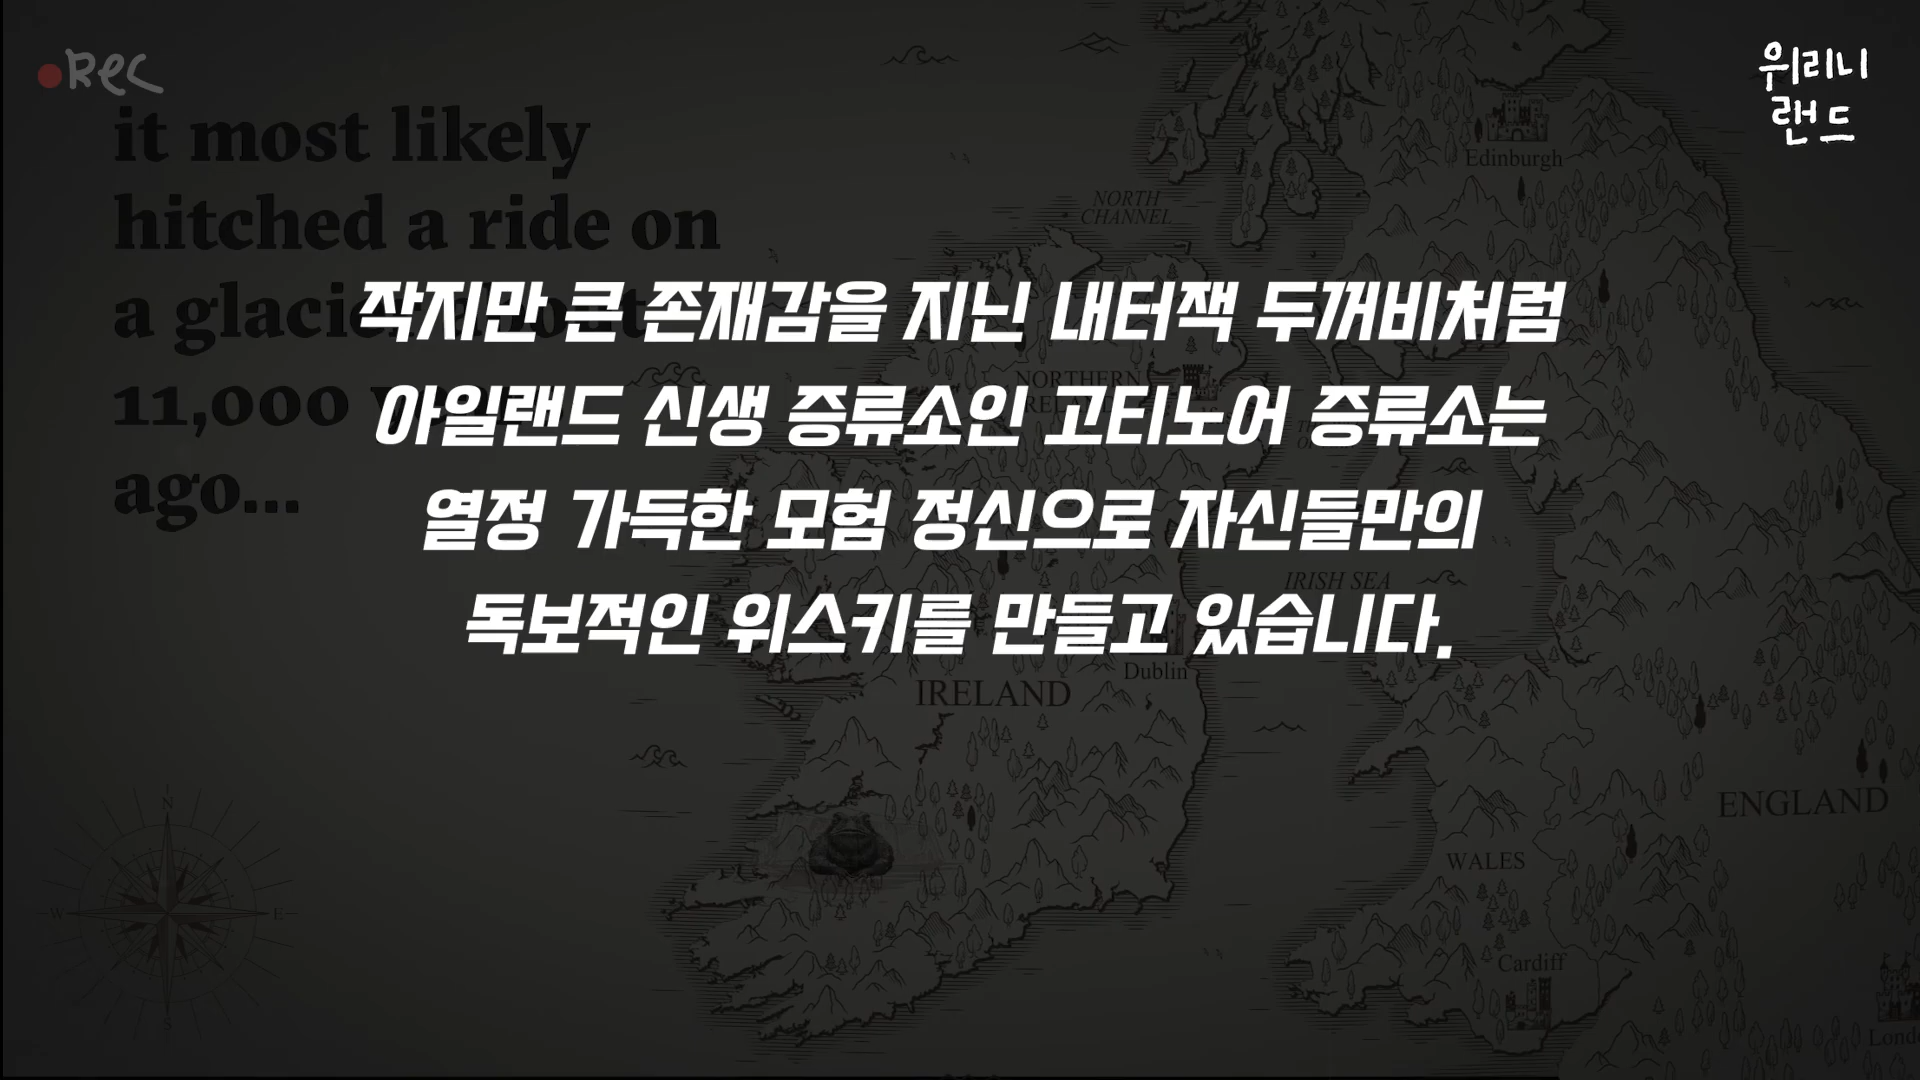 REC
위리니
랜드
it most likely
hitched a ride on
a glacier about
11,000
ago...
작지만 큰 존재감을 지닌 내터잭 두꺼비처럼
아일랜드 신생 증류소인 고티노어 증류소는
열정 가득한 모험 정신으로 자신들만의
독보적인 위스키를 만들고 있습니다.
Edinburgh
NORTH
CHANNEL
NORTHERN
IRISH SEA
Dublin
IRELAND
ENGLAND
WALES
Cardiff
N
W E
S